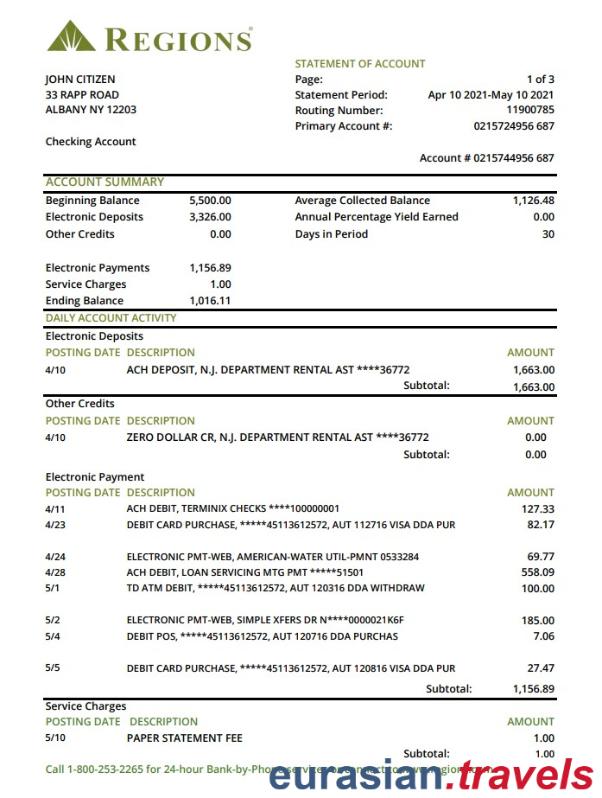 REGIONS
STATEMENT OF ACCOUNT
JOHN CITIZEN Page: 1 of 3
33 RAPP ROAD Statement Period: Apr 10 2021-May 10 2021
ALBANY NY 12203 Routing Number: 11900785
Primary Account #: 0215724956 687
Checking Account
Account # 0215744956 687
ACCOUNT SUMMARY
Beginning Balance 5,500.00 Average Collected Balance 1,126.48
Electronic Deposits 3,326.00 Annual Percentage Yield Earned 0.00
Other Credits 0.00 Days in Period 30
Electronic Payments 1,156.89
Service Charges 1.00
Ending Balance 1,016.11
DAILY ACCOUNT ACTIVITY
Electronic Deposits
POSTING DATE DESCRIPTION AMOUNT
4/10 ACH DEPOSIT, N.J. DEPARTMENT RENTAL AST ****36772 1,663.00
Subtotal: 1,663.00
Other Credits
POSTING DATE DESCRIPTION AMOUNT
4/10 ZERO DOLLAR CR, N.J. DEPARTMENT RENTAL AST ****36772 0.00
Subtotal: 0.00
Electronic Payment
POSTING DATE DESCRIPTION AMOUNT
4/11 ACH DEBIT, TERMINIX CHECKS ****100000001 127.33
4/23 DEBIT CARD PURCHASE, *****45113612572, AUT 112716 VISA DDA PUR 82.17
4/24 ELECTRONIC PMT-WEB, AMERICAN-WATER UTIL-PMNT 0533284 69.77
4/28 ACH DEBIT, LOAN SERVICING MTG PMT *****51501 558.09
5/1 TD ATM DEBIT, *****45113612572, AUT 120316 DDA WITHDRAW 100.00
5/2 ELECTRONIC PMT-WEB, SIMPLE XFERS DR N****0000021K6F 185.00
5/4 DEBIT POS, *****45113612572, AUT 120716 DDA PURCHAS 7.06
5/5 DEBIT CARD PURCHASE, *****45113612572, AUT 120816 VISA DDA PUR 27.47
Subtotal: 1,156.89
Service Charges
POSTING DATE DESCRIPTION AMOUNT
5/10 PAPER STATEMENT FEE 1.00
Subtotal: 1.00
Call 1-800-253-2265 for 24-hour Bank-by-Phone services or connect to
eurasian.travels